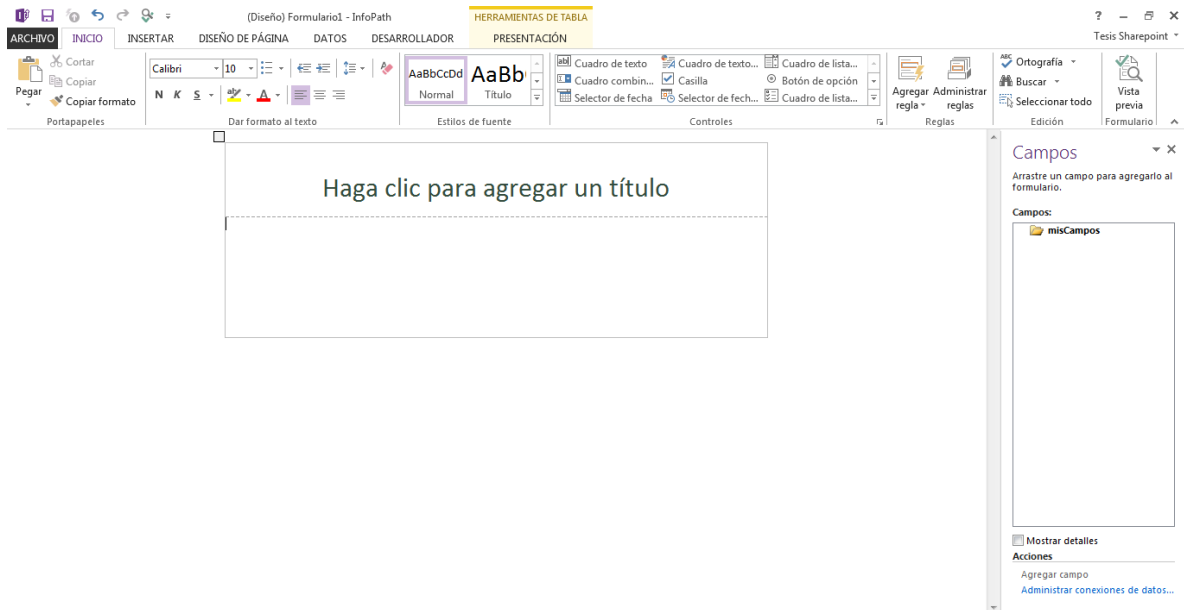 (Diseño) Formulario1 - InfoPath
HERRAMIENTAS DE TABLA
?
Tesis Sharepoint
ARCHIVO INICIO INSERTAR DISEÑO DE PÁGINA DATOS DESARROLLADOR PRESENTACIÓN
Pegar
Cortar
Copiar
Copiar formato
Portapapeles
Calibri 10
N K S aby A
Dar formato al texto
AaBbCcDd AaBb
Normal Título
Estilos de fuente
Cuadro de texto Cuadro de texto... Cuadro de lista...
Cuadro combin... Casilla Botón de opción
Selector de fecha Selector de fech... Cuadro de lista...
Controles
Agregar regla
Administrar reglas
Reglas
ABC Ortografía
Buscar
Seleccionar todo
Edición
Vista previa
Formulario
Haga clic para agregar un título
Campos
Arrastre un campo para agregarlo al
formulario.
Campos:
misCampos
Mostrar detalles
Acciones
Agregar campo
Administrar conexiones de datos...